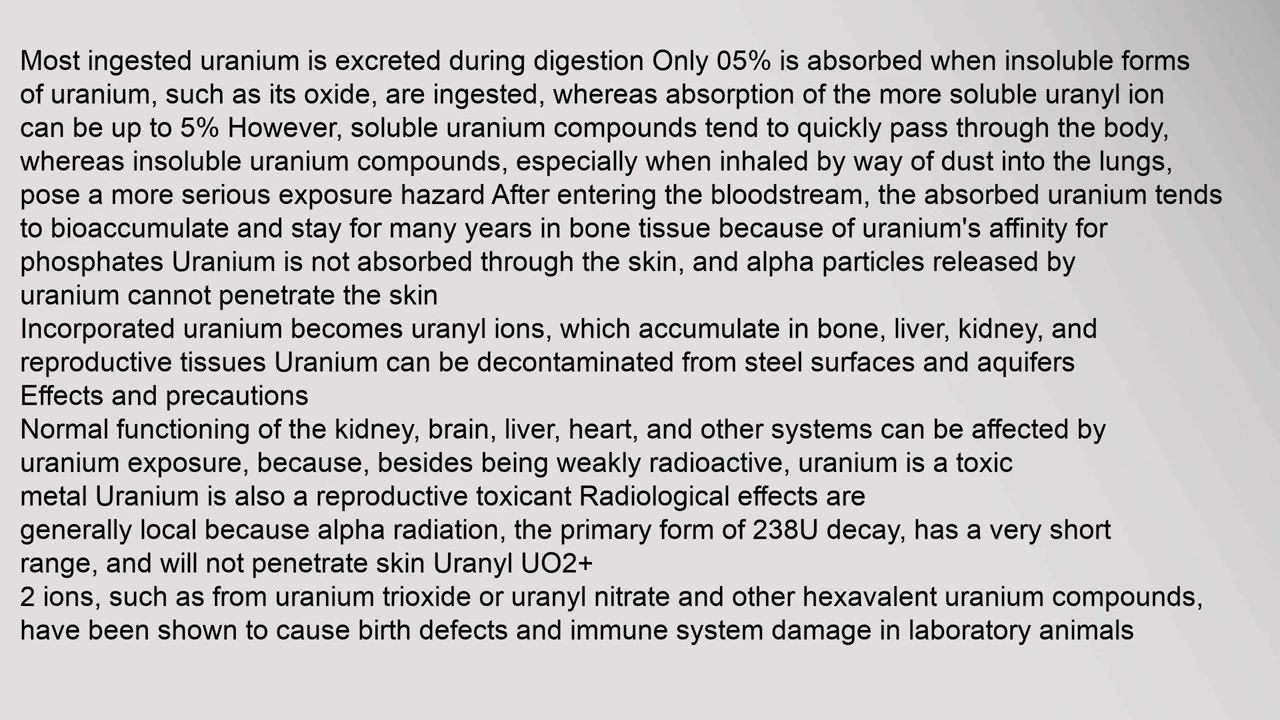 Most ingested uranium is excreted during digestion Only 05% is absorbed when insoluble forms
of uranium, such as its oxide, are ingested, whereas absorption of the more soluble uranyl ion
can be up to 5% However, soluble uranium compounds tend to quickly pass through the body,
whereas insoluble uranium compounds, especially when inhaled by way of dust into the lungs,
pose a more serious exposure hazard After entering the bloodstream, the absorbed uranium tends
to bioaccumulate and stay for many years in bone tissue because of uranium's affinity for
phosphates Uranium is not absorbed through the skin, and alpha particles released by
uranium cannot penetrate the skin
Incorporated uranium becomes uranyl ions, which accumulate in bone, liver, kidney, and
reproductive tissues Uranium can be decontaminated from steel surfaces and aquifers
Effects and precautions
Normal functioning of the kidney, brain, liver, heart, and other systems can be affected by
uranium exposure, because, besides being weakly radioactive, uranium is a toxic
metal Uranium is also a reproductive toxicant Radiological effects are
generally local because alpha radiation, the primary form of 238U decay, has a very short
range, and will not penetrate skin Uranyl UO2+
2 ions, such as from uranium trioxide or uranyl nitrate and other hexavalent uranium compounds,
have been shown to cause birth defects and immune system damage in laboratory animals